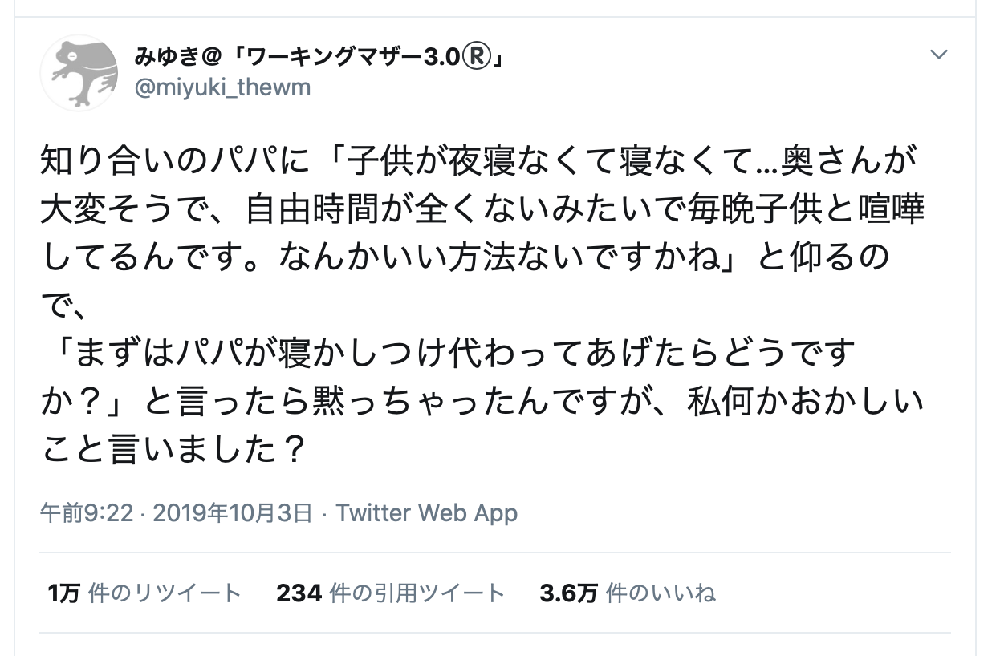 みゆき@「ワーキングマザー3.0Ⓡ」
@miyuki_thewm
知り合いのパパに「子供が夜寝なくて寝なくて...奥さんが
大変そうで、自由時間が全くないみたいで毎晩子供と喧嘩
してるんです。なんかいい方法ないですかね」と仰るの
で、
「まずはパパが寝かしつけ代わってあげたらどうです
か？」と言ったら黙っちゃったんですが、私何かおかしい
こと言いました？
午前9:22 · 2019年10月3日 · Twitter Web App
1万 件のリツイート 234 件の引用ツイート 3.6万 件のいいね